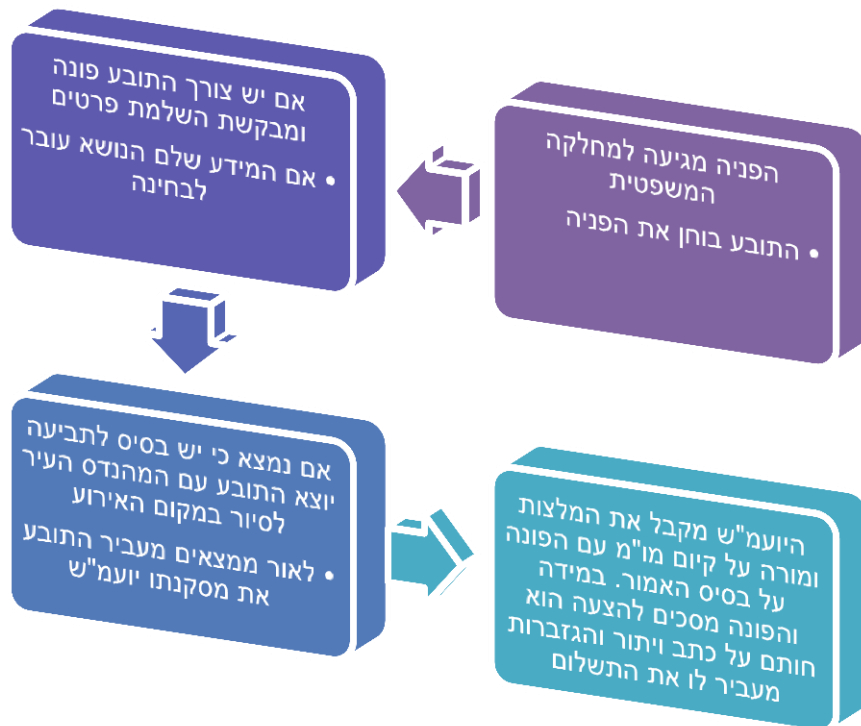 הפניה מגיעה למחלקה
המשפטית
• התובע בוחן את הפניה
אם יש צורך התובע פונה
ומבקשת השלמת פרטים
• אם המידע שלם הנושא עובר
לבחינה
אם נמצא כי יש בסיס לתביעה
יוצא התובע עם המהנדס העיר
לסיור במקום האירוע
• לאור ממצאים מעביר התובע
את מסקנתו יועמ"ש
היועמ"ש מקבל את המלצות
ומורה על קיום מו"מ עם הפונה
על בסיס האמור. במידה
והפונה מסכים להצעה הוא
חותם על כתב ויתור והגזברות
מעביר לו את התשלום